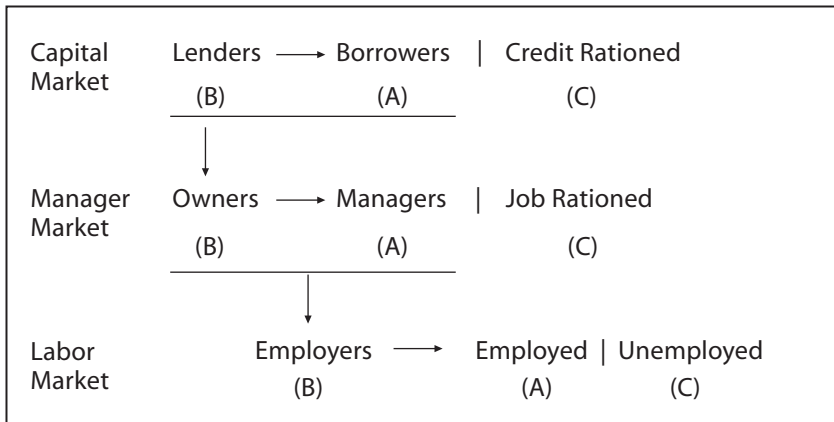 Capital Market Lenders Borrowers | Credit Rationed
(B) (A) (C)
Manager Market Owners Managers | Job Rationed
(B) (A) (C)
Labor Market Employers Employed | Unemployed
(B) (A) (C)